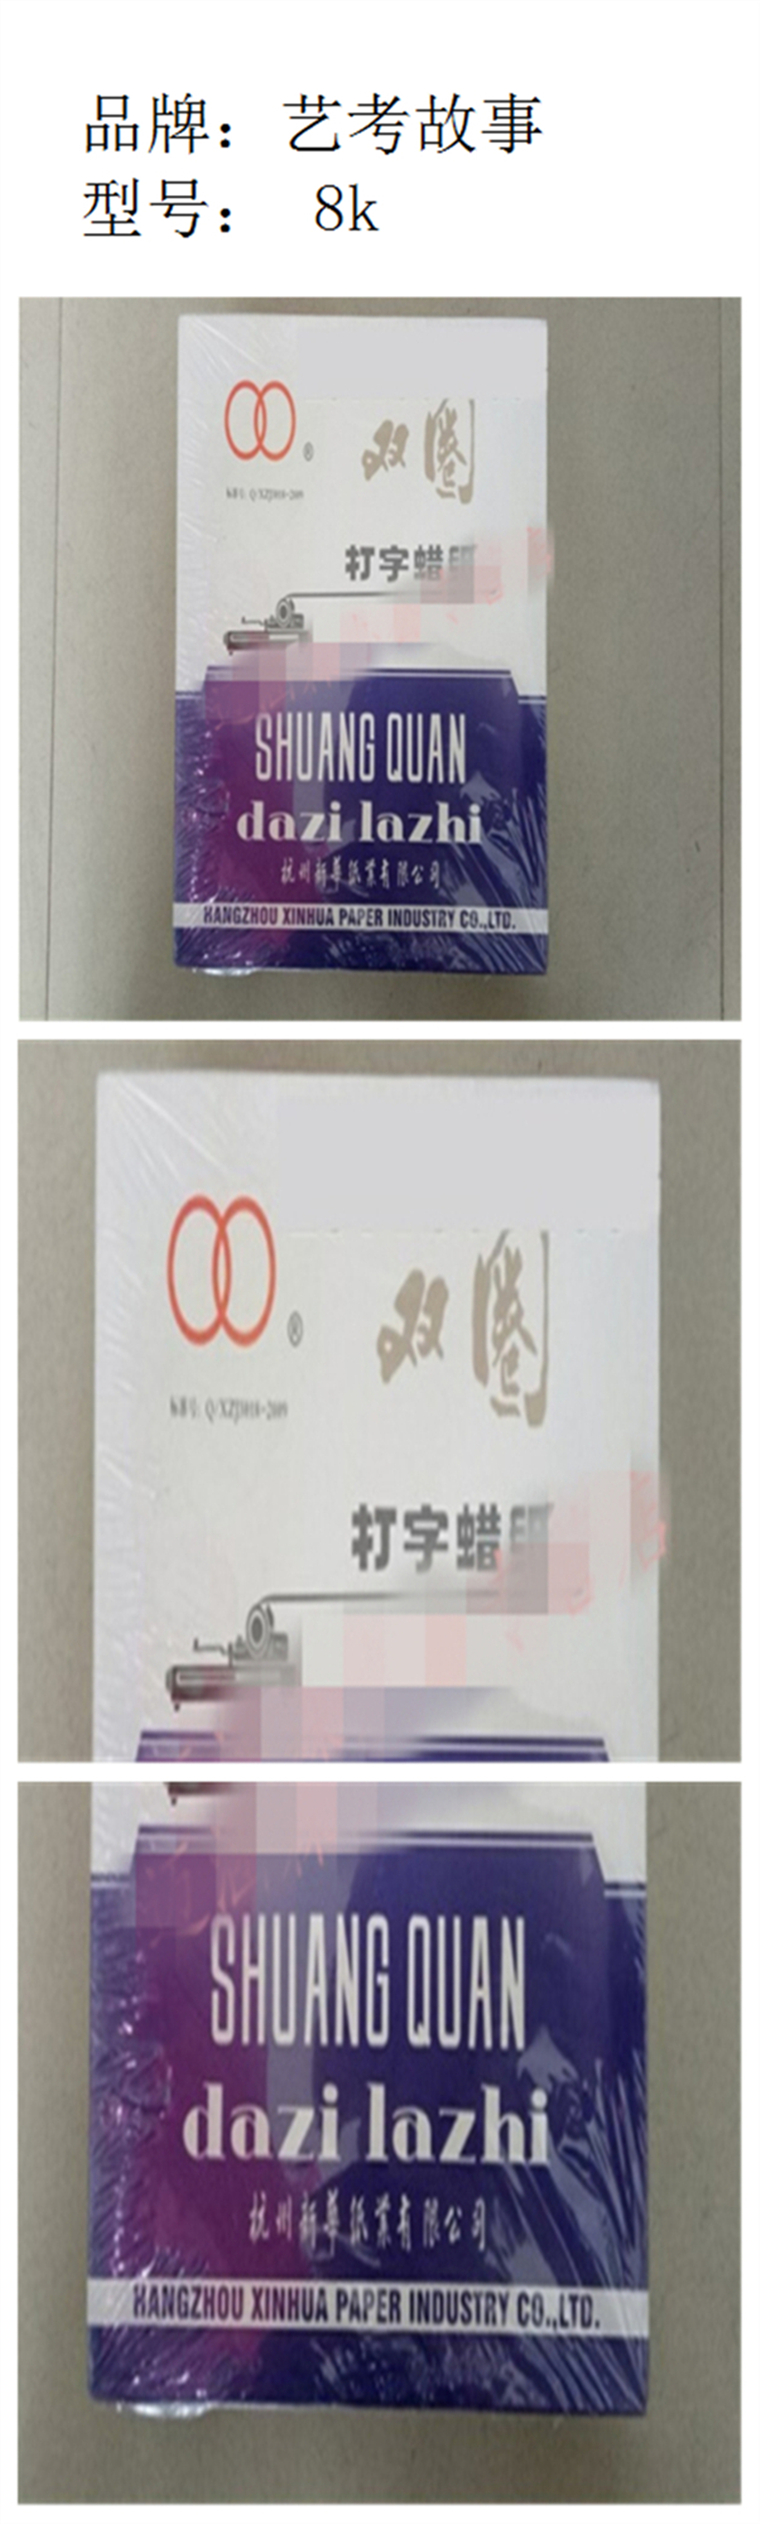 品牌：艺考故事
型号： 8k
®
双圈
打字蜡
SHUANG QUAN
dazi lazhi
杭州新华纸业有限公司
HANGZHOU XINHUA PAPER INDUSTRY CO.,LTD.
®
双圈
打字蜡
SHUANG QUAN
dazi lazhi
杭州新华纸业有限公司
HANGZHOU XINHUA PAPER INDUSTRY CO.,LTD.